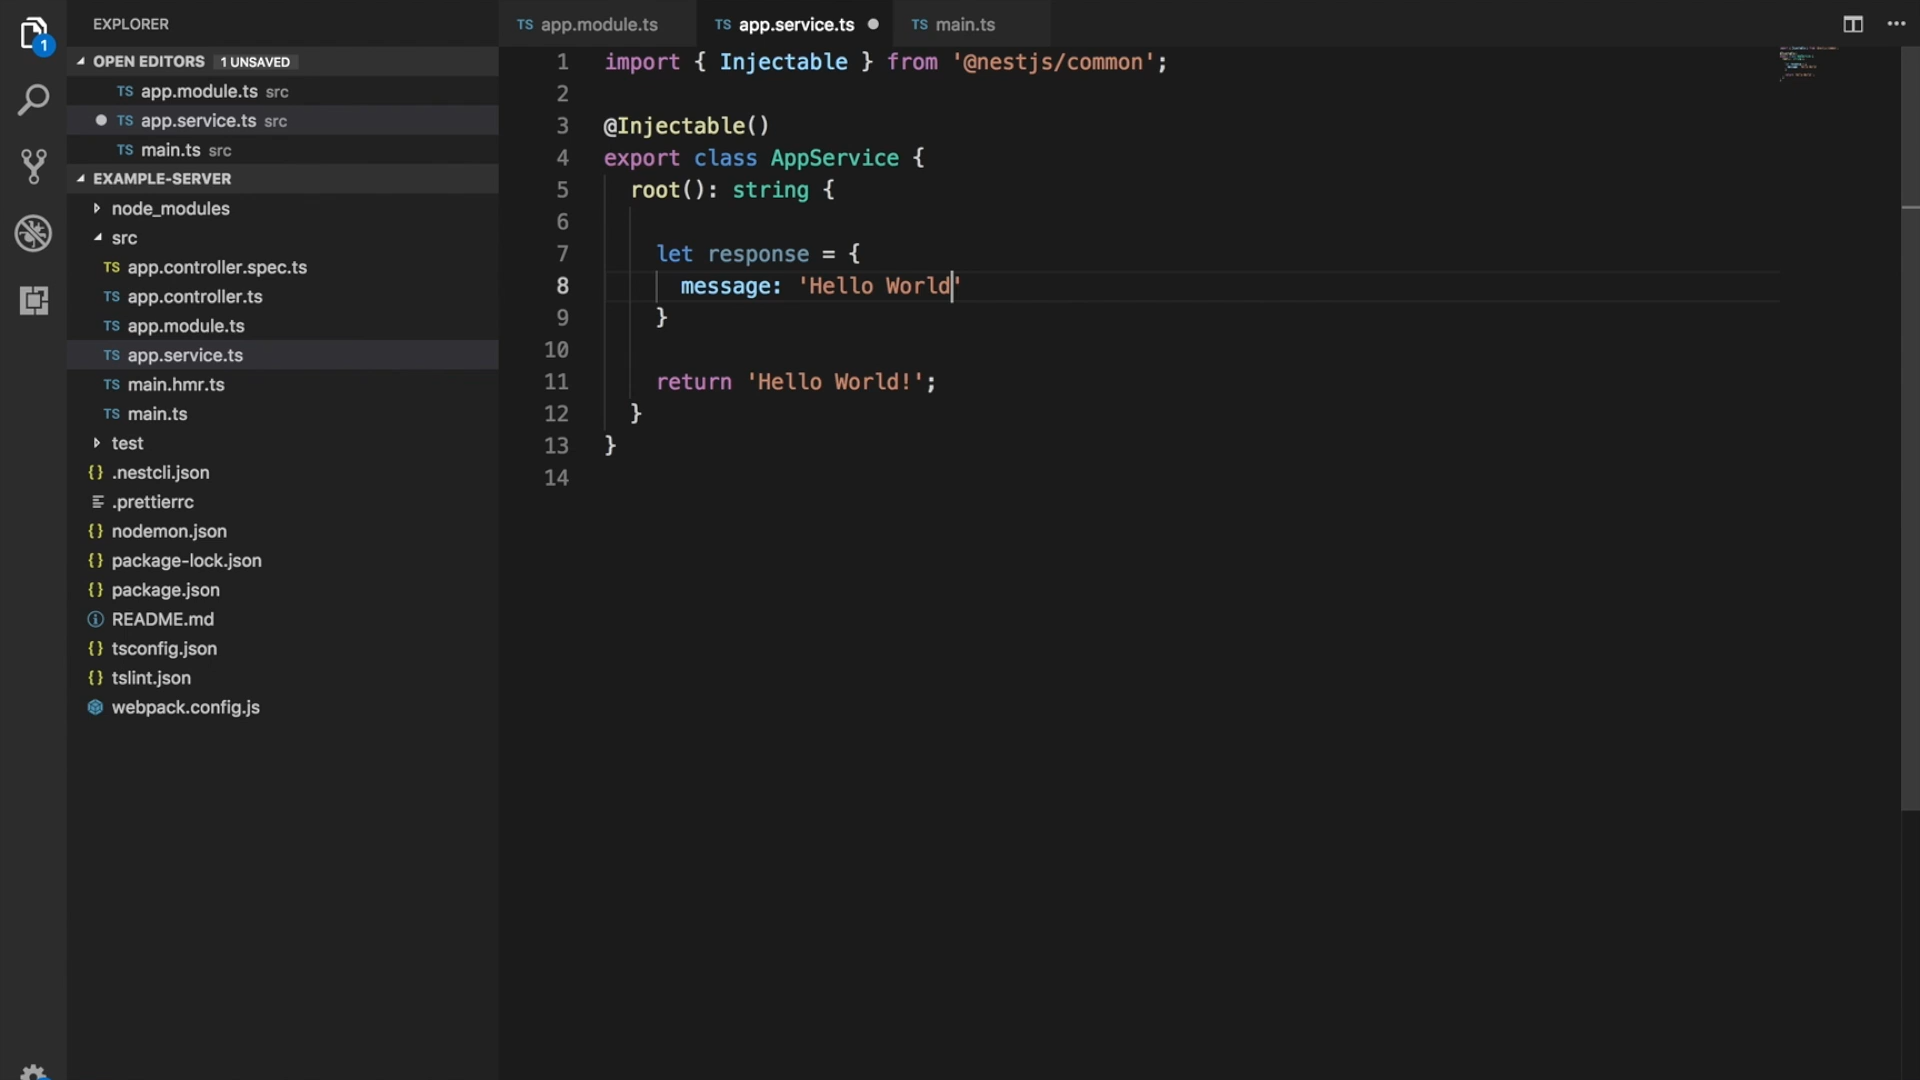 EXPLORER
OPEN EDITORS 1 UNSAVED
TS app.module.ts src
TS app.service.ts src
TS main.ts src
EXAMPLE-SERVER
node_modules
src
TS app.controller.spec.ts
TS app.controller.ts
TS app.module.ts
TS app.service.ts
TS main.hmr.ts
TS main.ts
test
{} .nestcli.json
.prettierrc
{} nodemon.json
{} package-lock.json
{} package.json
README.md
{} tsconfig.json
{} tslint.json
webpack.config.js
1
TS app.module.ts TS app.service.ts TS main.ts
1 import { Injectable } from '@nestjs/common';
2
3 @Injectable()
4 export class AppService {
5 root(): string {
6
7 let response = {
8 message: 'Hello World'
9 }
10
11 return 'Hello World!';
12 }
13 }
14